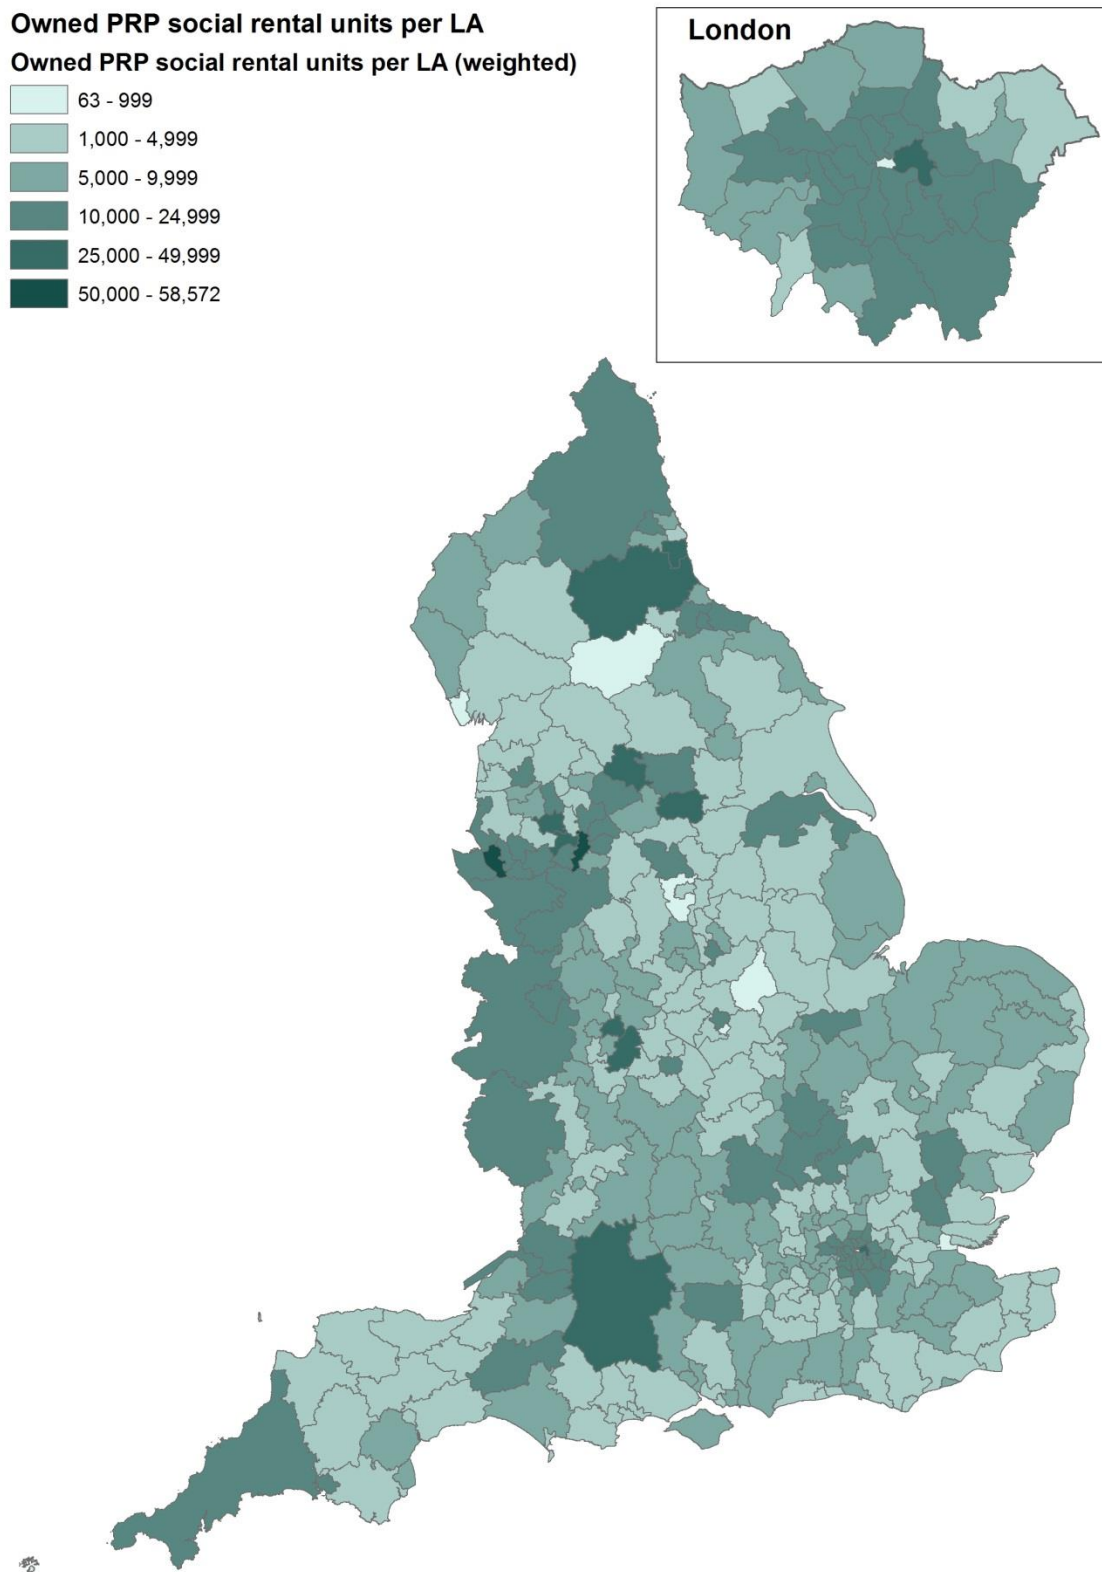 Owned PRP social rental units per LA
Owned PRP social rental units per LA (weighted)
63 - 999
1,000 - 4,999
5,000 - 9,999
10,000 - 24,999
25,000 - 49,999
50,000 - 58,572
London